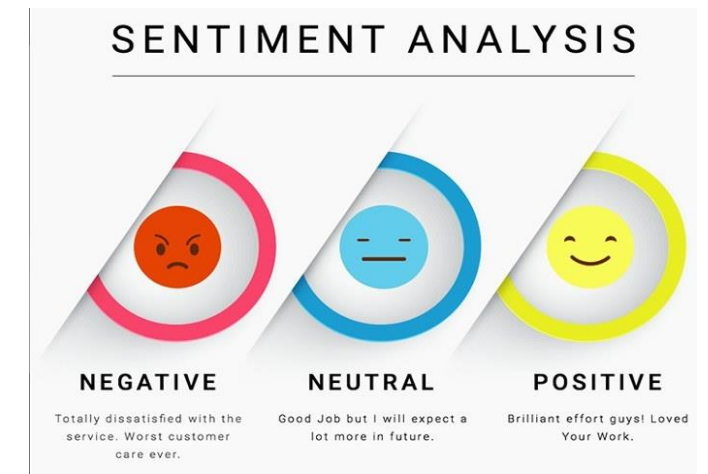 SENTIMENT ANALYSIS
NEGATIVE
Totally dissatisfied with the
service. Worst customer
care ever.
NEUTRAL
Good Job but I will expect a
lot more in future.
POSITIVE
Brilliant effort guys! Loved
Your Work.